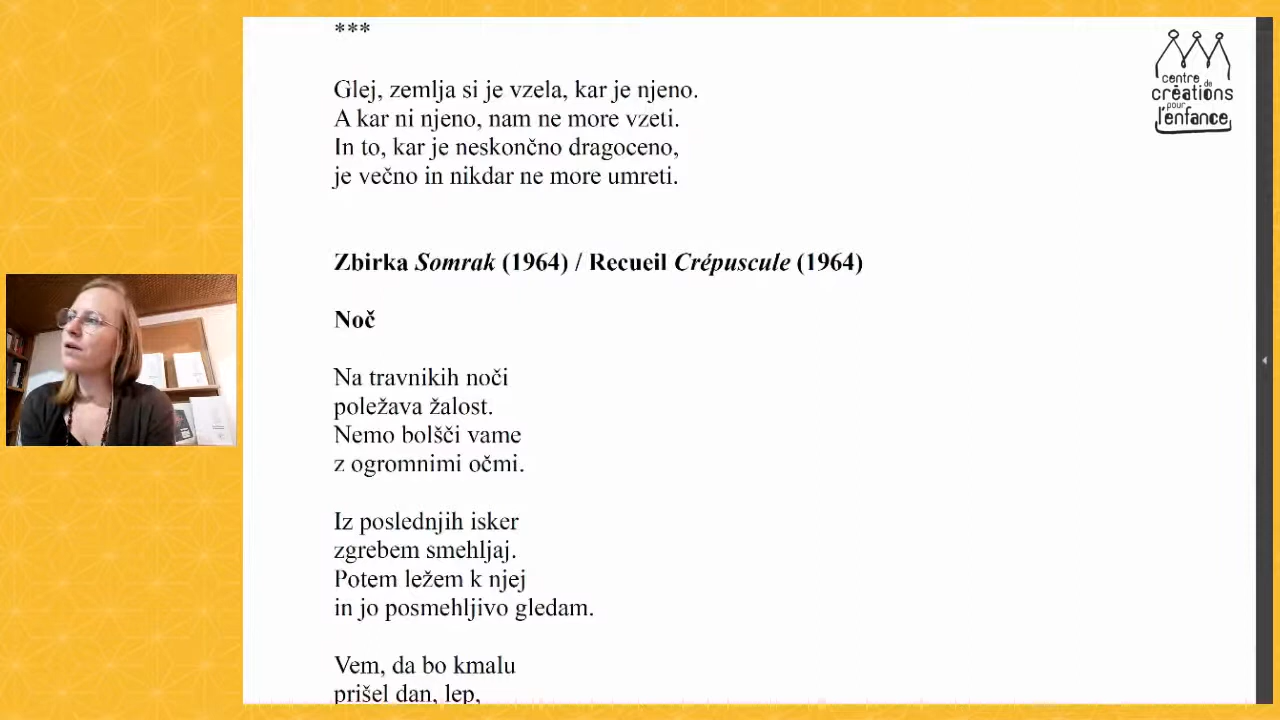 ***
Glej, zemlja si je vzela, kar je njeno.
A kar ni njeno, nam ne more vzeti.
In to, kar je neskončno dragoceno,
je večno in nikdar ne more umreti.
Zbirka Somrak (1964) / Recueil Crépuscule (1964)
Noč
Na travnikih noči
poležava žalost.
Nemo bolšči vame
z ogromnimi očmi.
Iz poslednjih isker
zgrebem smehljaj.
Potem ležem k njej
in jo posmehljivo gledam.
Vem, da bo kmalu
prišel dan, lep,
centre de
créations
pour
l'enfance